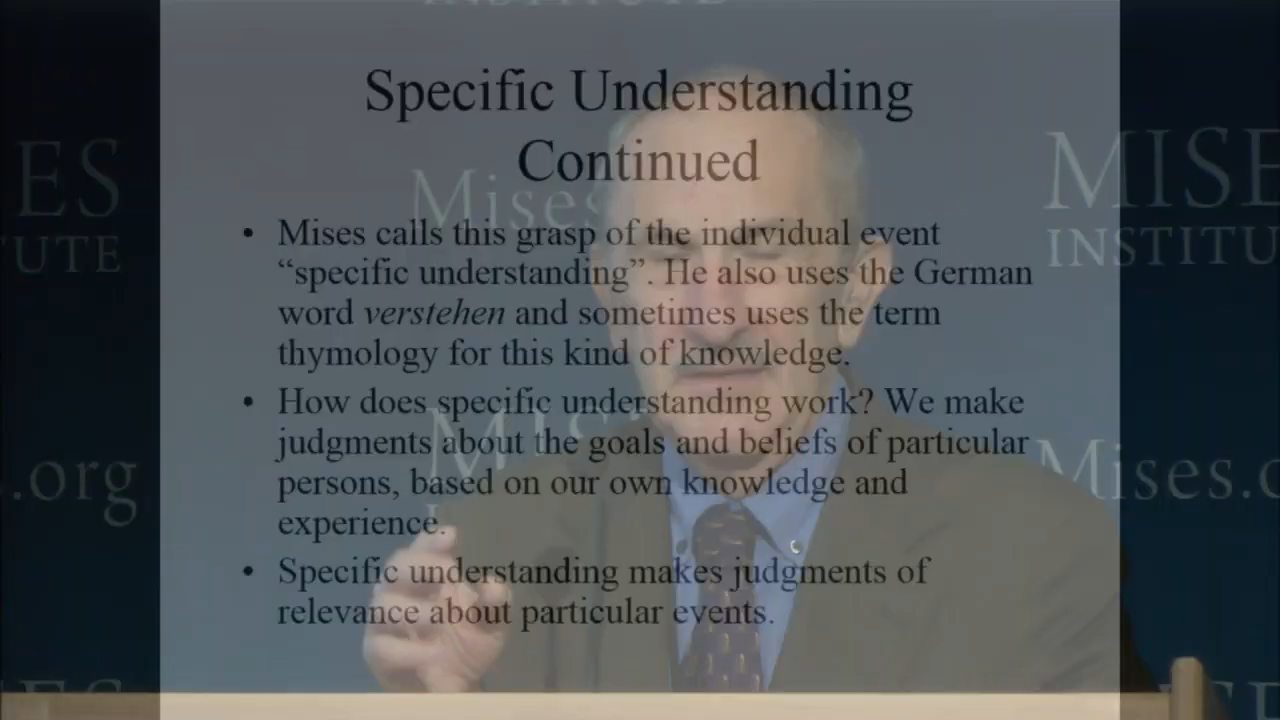 INSTITUTE
Specific Understanding
Continued
• Mises calls this grasp of the individual event
“specific understanding”. He also uses the German
word verstehen and sometimes uses the term
thymology for this kind of knowledge.
• How does specific understanding work? We make
judgments about the goals and beliefs of particular
persons, based on our own knowledge and
experience.
• Specific understanding makes judgments of
relevance about particular events.
ES
UTE
Mises
MISE
INSTITU
.org
MIS
Mises.o